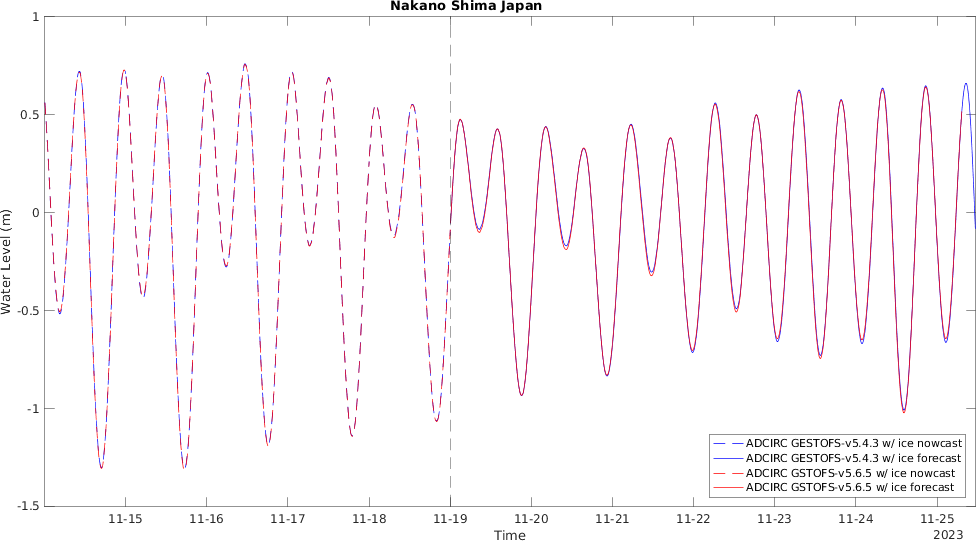 Nakano Shima Japan
1
0.5
0
-0.5
-1
-1.5
Water Level (m)
11-15 11-16 11-17 11-18 11-19 11-20 11-21 11-22 11-23 11-24 11-25
Time
2023
ADCIRC GESTOFS-v5.4.3 w/ ice nowcast
ADCIRC GESTOFS-v5.4.3 w/ ice forecast
ADCIRC GSTOFS-v5.6.5 w/ ice nowcast
ADCIRC GSTOFS-v5.6.5 w/ ice forecast